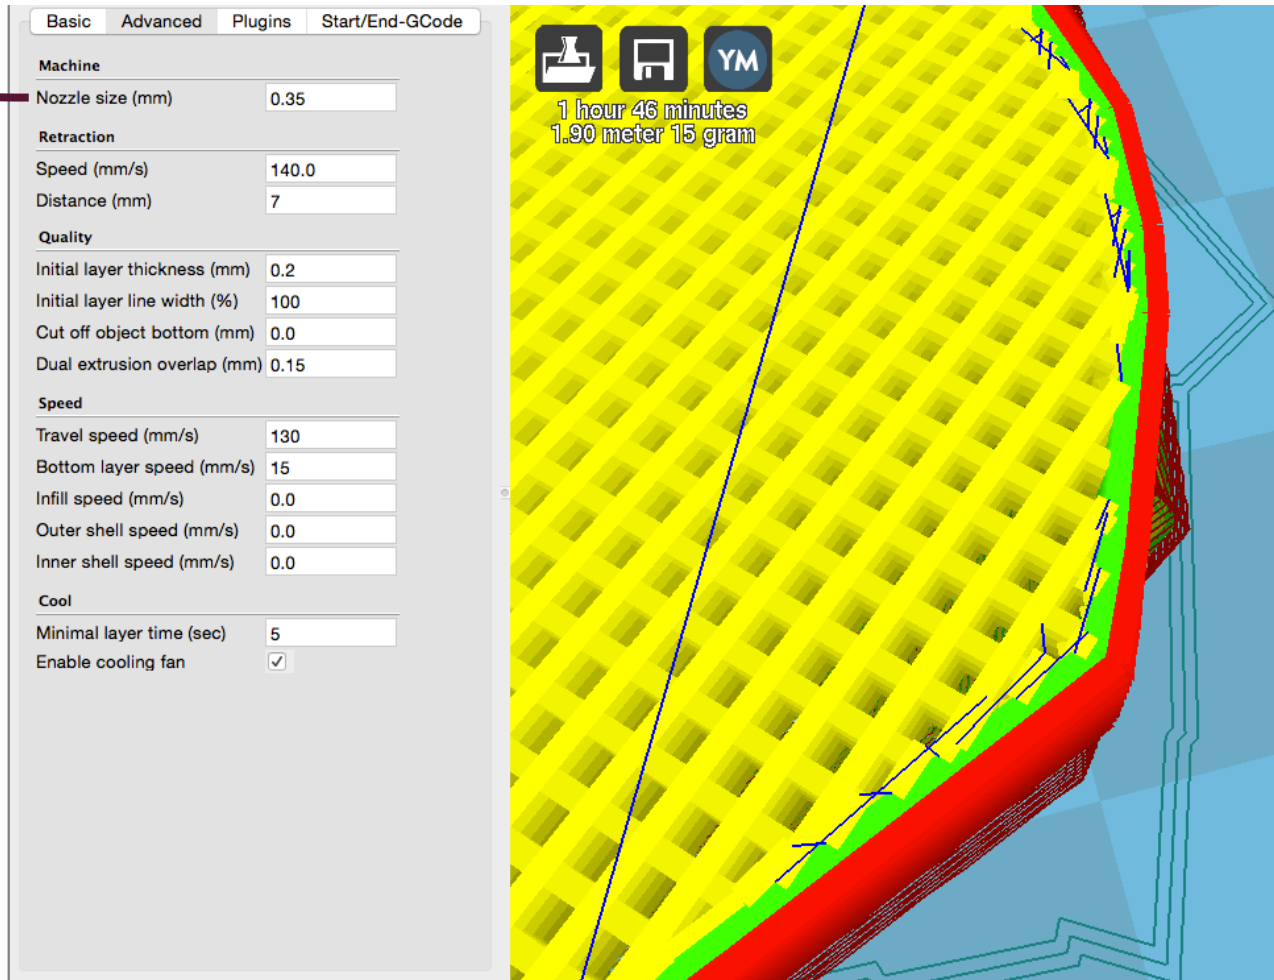 Basic Advanced Plugins Start/End-GCode
Machine
Nozzle size (mm) 0.35
Retraction
Speed (mm/s) 140.0
Distance (mm) 7
Quality
Initial layer thickness (mm) 0.2
Initial layer line width (%) 100
Cut off object bottom (mm) 0.0
Dual extrusion overlap (mm) 0.15
Speed
Travel speed (mm/s) 130
Bottom layer speed (mm/s) 15
Infill speed (mm/s) 0.0
Outer shell speed (mm/s) 0.0
Inner shell speed (mm/s) 0.0
Cool
Minimal layer time (sec) 5
Enable cooling fan
YM
1 hour 46 minutes
1.90 meter 15 gram